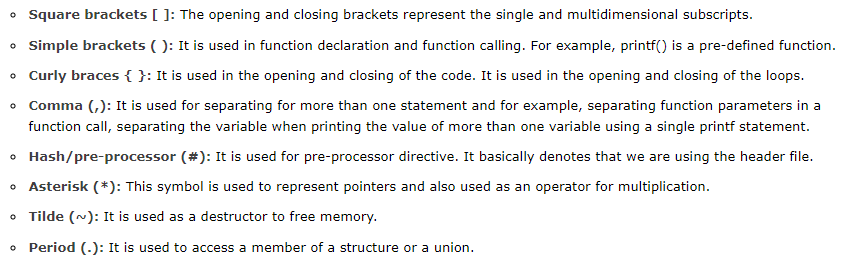 Square brackets [ ]: The opening and closing brackets represent the single and multidimensional subscripts.
Simple brackets ( ): It is used in function declaration and function calling. For example, printf() is a pre-defined function.
Curly braces { }: It is used in the opening and closing of the code. It is used in the opening and closing of the loops.
Comma (,): It is used for separating for more than one statement and for example, separating function parameters in a
function call, separating the variable when printing the value of more than one variable using a single printf statement.
Hash/pre-processor (#): It is used for pre-processor directive. It basically denotes that we are using the header file.
Asterisk (*): This symbol is used to represent pointers and also used as an operator for multiplication.
Tilde (~): It is used as a destructor to free memory.
Period (.): It is used to access a member of a structure or a union.